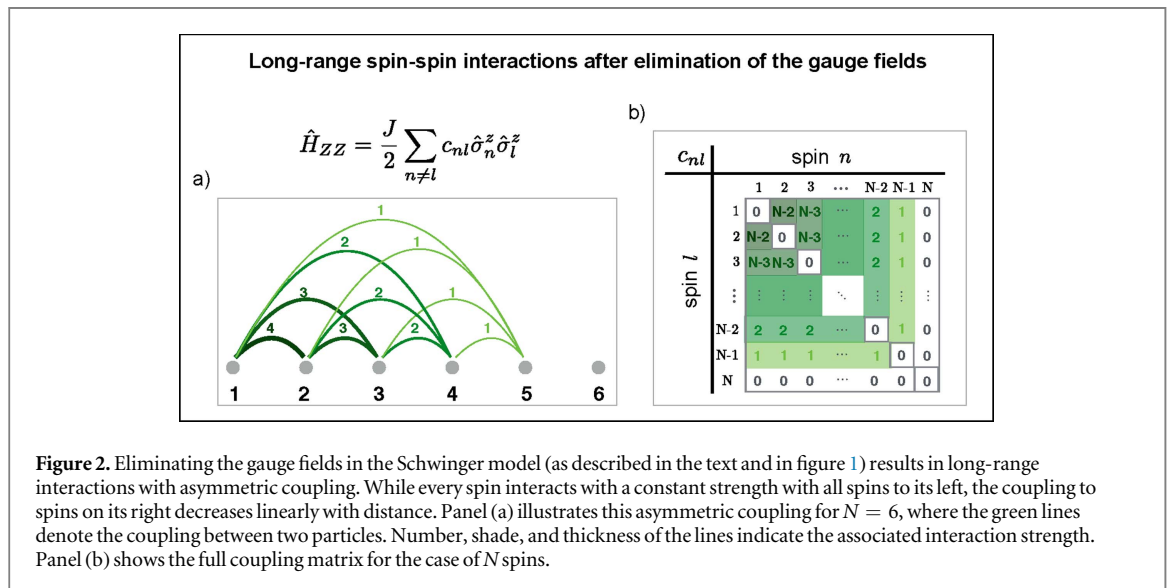 Long-range spin-spin interactions after elimination of the gauge fields
Ĥ_ZZ = J/2 ∑_{n≠l} c_{nl} σ̂_n^z σ̂_l^z
a)
1
2
1
3
2
1
4
3
2
1
1 2 3 4 5 6
b)
c_{nl} spin n
1 2 3 ··· N-2 N-1 N
spin l
1 0 N-2 N-3 ··· 2 1 0
2 N-2 0 N-3 ··· 2 1 0
3 N-3 N-3 0 ··· 2 1 0
⋮ ⋮ ⋮ ⋮ ⋱ ⋮ ⋮ ⋮
N-2 2 2 2 ··· 0 1 0
N-1 1 1 1 ··· 1 0 0
N 0 0 0 ··· 0 0 0
Figure 2. Eliminating the gauge fields in the Schwinger model (as described in the text and in figure 1) results in long-range
interactions with asymmetric coupling. While every spin interacts with a constant strength with all spins to its left, the coupling to
spins on its right decreases linearly with distance. Panel (a) illustrates this asymmetric coupling for N = 6, where the green lines
denote the coupling between two particles. Number, shade, and thickness of the lines indicate the associated interaction strength.
Panel (b) shows the full coupling matrix for the case of N spins.